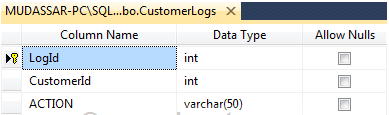 MUDASSAR-PC\SQL...bo.CustomerLogs ×
Column Name Data Type Allow Nulls
LogId int
CustomerId int
ACTION varchar(50)